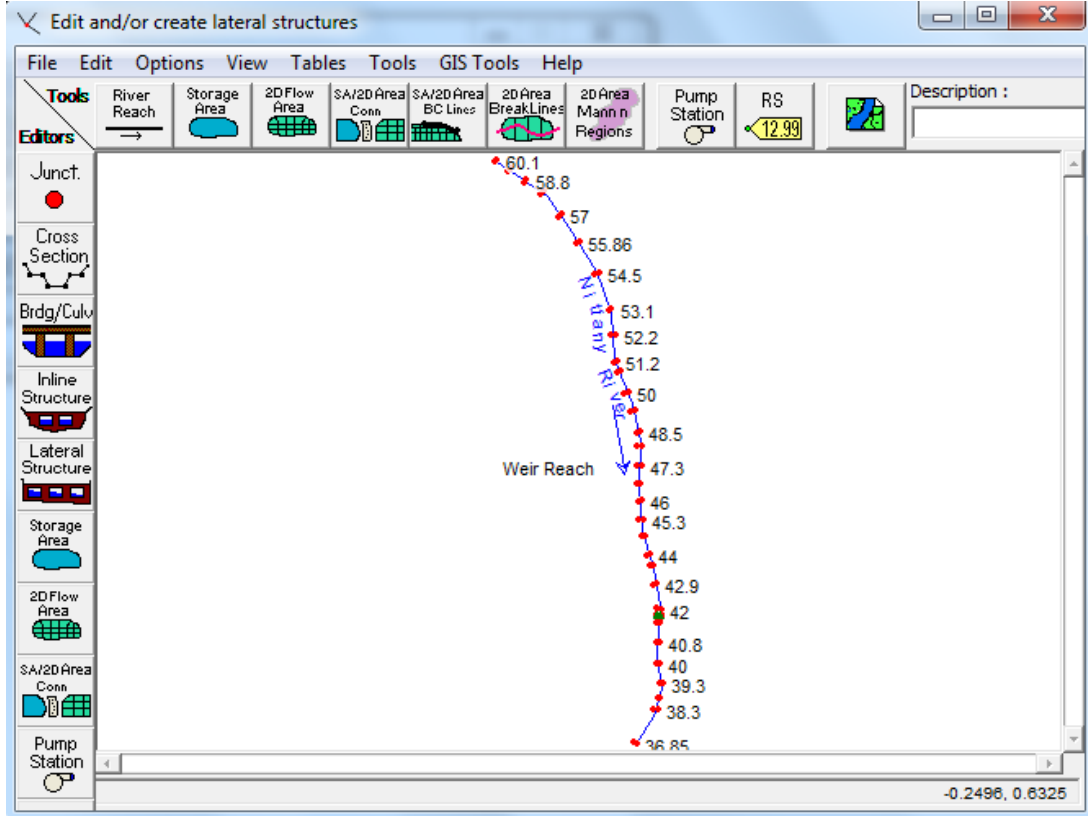 Edit and/or create lateral structures
File Edit Options View Tables Tools GIS Tools Help
Tools
Editors
River
Reach
Storage
Area
2D Flow
Area
SA/2D Area
Conn
SA/2D Area
BC Lines
2D Area
BreakLines
2D Area
Mann n
Regions
Pump
Station
RS
12.99
Description :
Junct.
Cross
Section
Brdg/Culv
Inline
Structure
Lateral
Structure
Storage
Area
2D Flow
Area
SA/2D Area
Conn
Pump
Station
60.1
58.8
57
55.86
54.5
53.1
52.2
51.2
50
48.5
47.3
46
45.3
44
42.9
42
40.8
40
39.3
38.3
36.85
Nittany River
Weir Reach
-0.2496, 0.6325